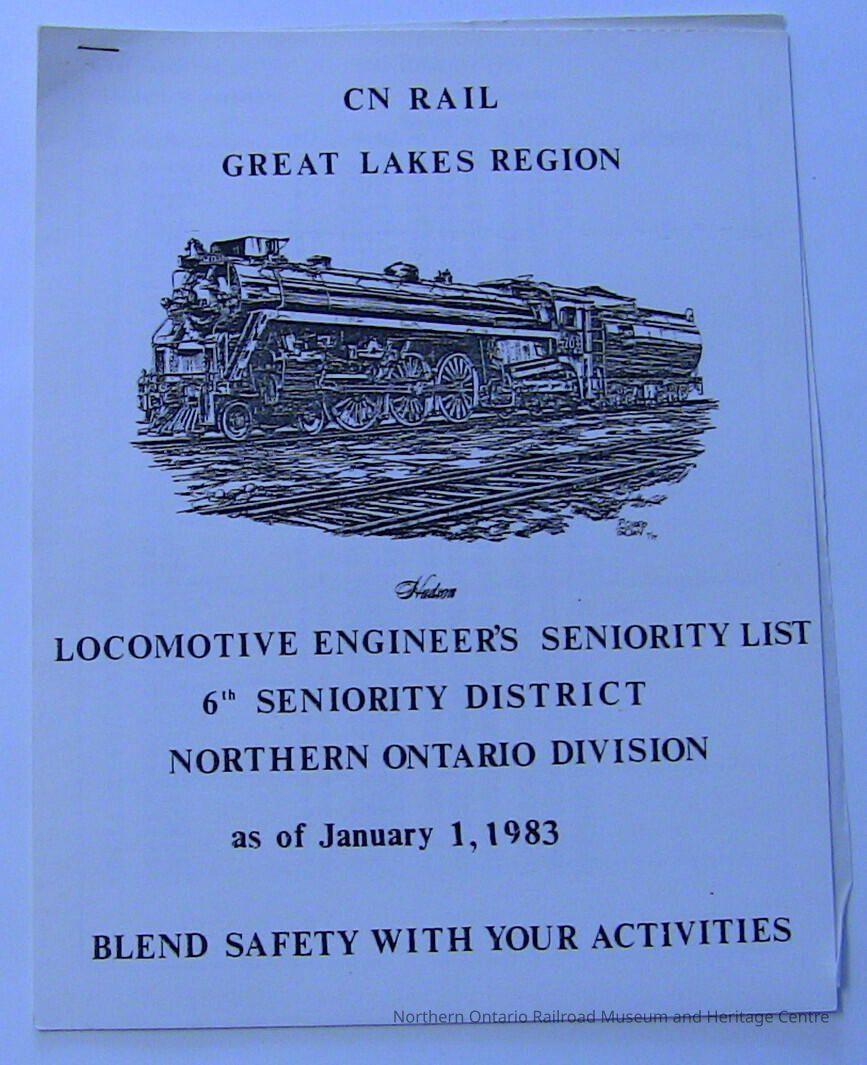 CN RAIL
GREAT LAKES REGION
Hudson
LOCOMOTIVE ENGINEER'S SENIORITY LIST
6th SENIORITY DISTRICT
NORTHERN ONTARIO DIVISION
as of January 1, 1983
BLEND SAFETY WITH YOUR ACTIVITIES
Northern Ontario Railroad Museum and Heritage Centre